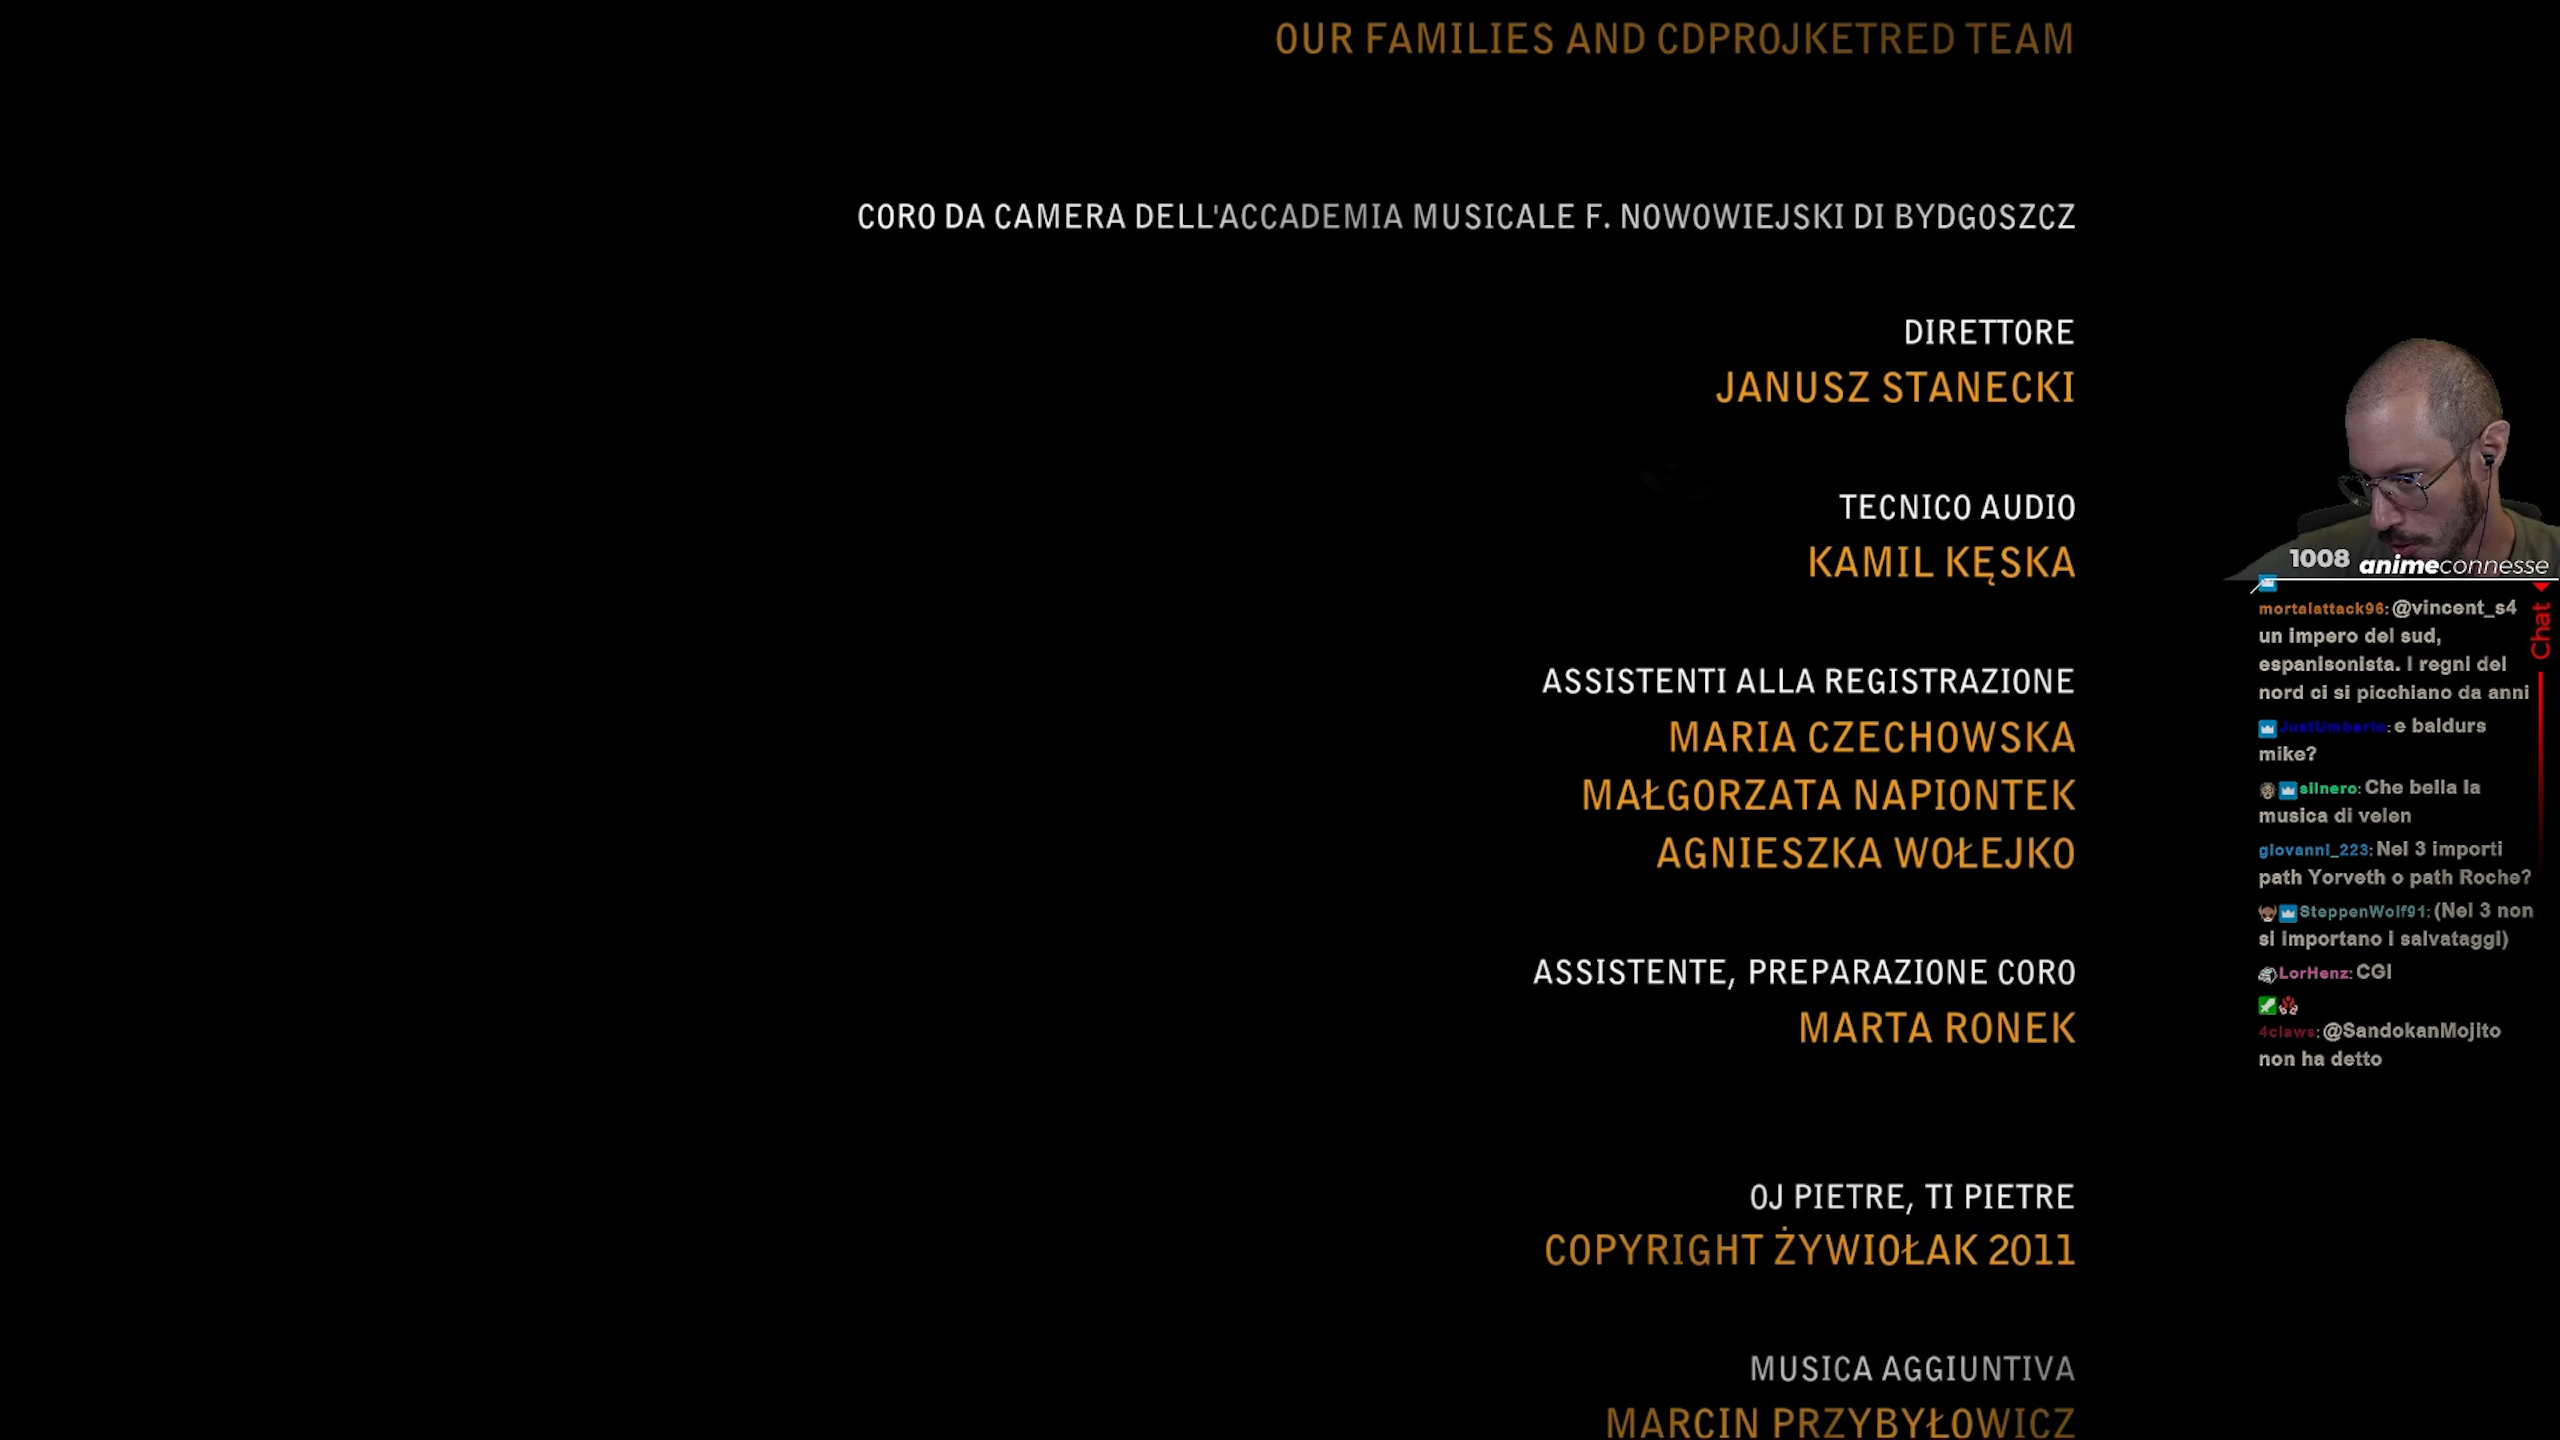 OUR FAMILIES AND CDPROJKETRED TEAM
CORO DA CAMERA DELL'ACCADEMIA MUSICALE F. NOWOWIEJSKI DI BYDGOSZCZ
DIRETTORE
JANUSZ STANECKI
TECNICO AUDIO
KAMIL KĘSKA
ASSISTENTI ALLA REGISTRAZIONE
MARIA CZECHOWSKA
MAŁGORZATA NAPIONTEK
AGNIESZKA WOŁEJKO
ASSISTENTE, PREPARAZIONE CORO
MARTA RONEK
OJ PIETRE, TI PIETRE
COPYRIGHT ŻYWIOŁAK 2011
MUSICA AGGIUNTIVA
MARCIN PRZYBYŁOWICZ
1008 animeconnesse
Chat
mortalattack96: @vincent_s4
un impero del sud,
espanisonista. I regni del
nord ci si picchiano da anni
JustUmberto: e baldurs
mike?
silnero: Che bella la
musica di velen
giovanni_223: Nel 3 importi
path Yorveth o path Roche?
SteppenWolf91: (Nel 3 non
si importano i salvataggi)
LorHenz: CGI
4claws: @SandokanMojito
non ha detto